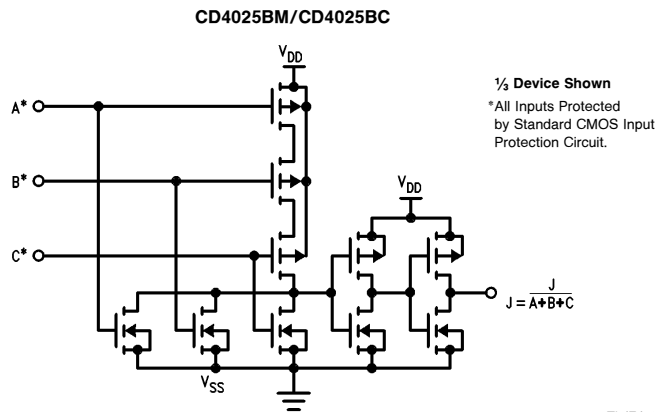 CD4025BM/CD4025BC
V_DD
⅓ Device Shown
*All Inputs Protected
by Standard CMOS Input
Protection Circuit.
A*
B*
V_DD
C*
J
J = A+B+C
V_SS